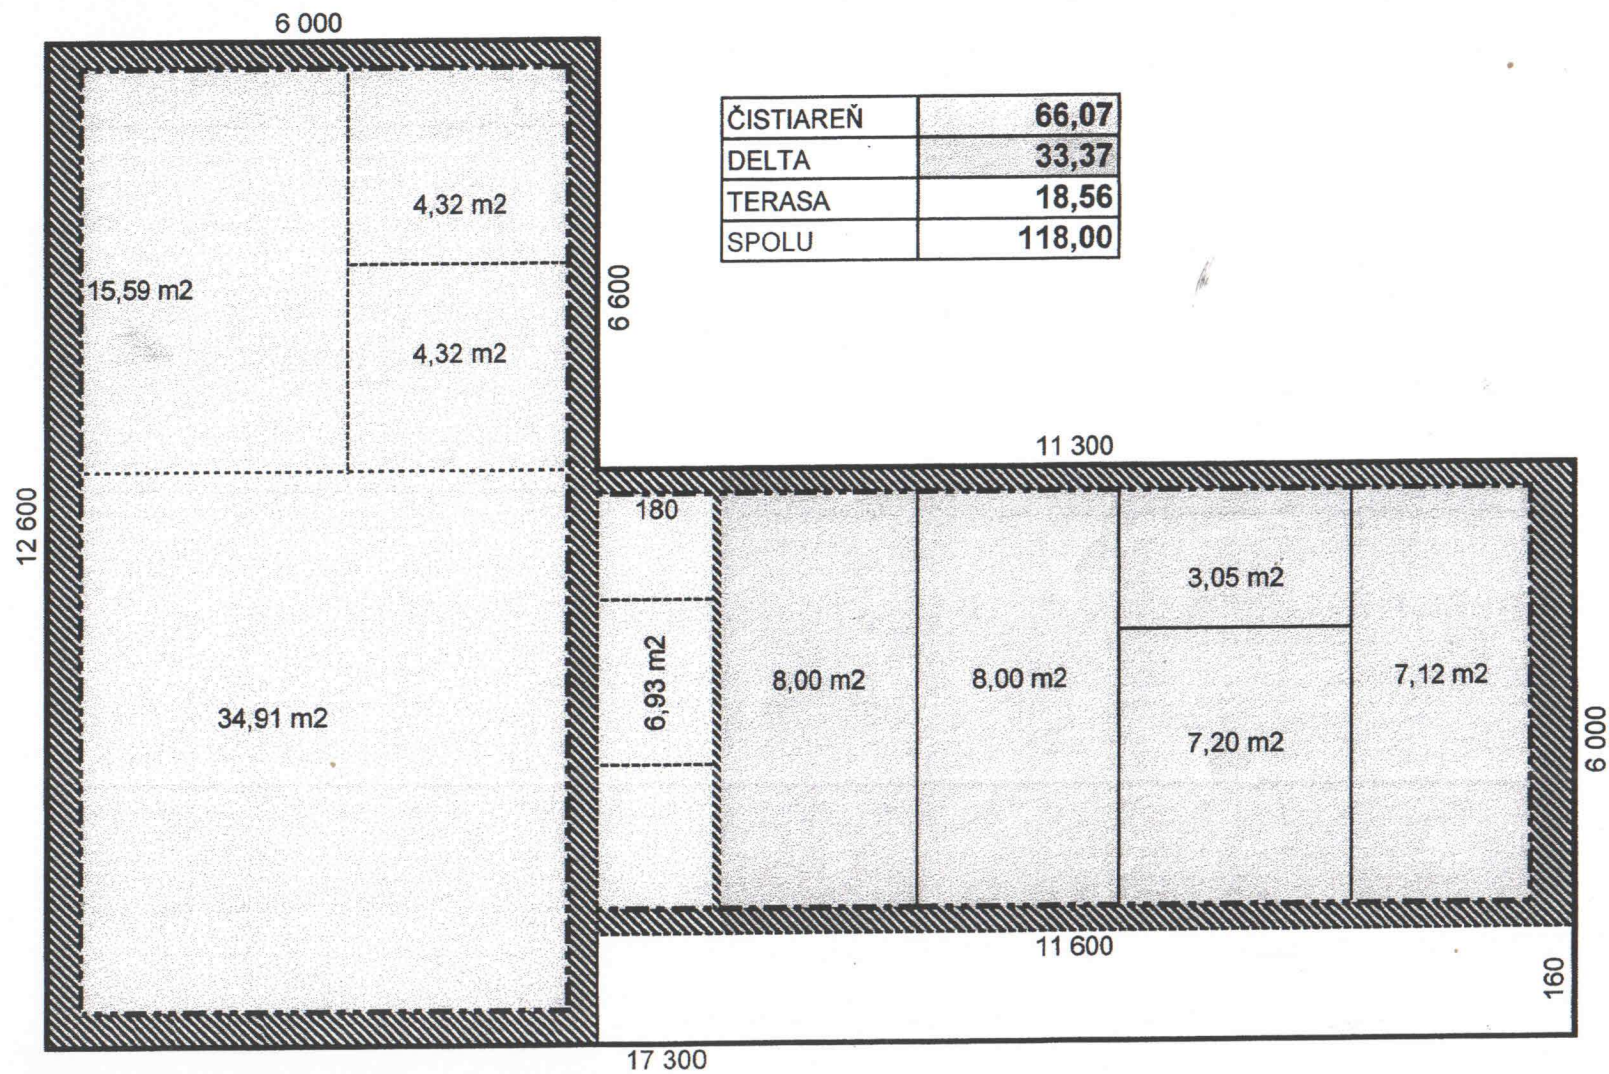 6 000
ČISTIAREŇ 66,07
DELTA 33,37
TERASA 18,56
SPOLU 118,00
4,32 m2
15,59 m2
6 600
4,32 m2
11 300
12 600
180
3,05 m2
6,93 m2
8,00 m2
8,00 m2
7,12 m2
34,91 m2
7,20 m2
6 000
11 600
160
17 300